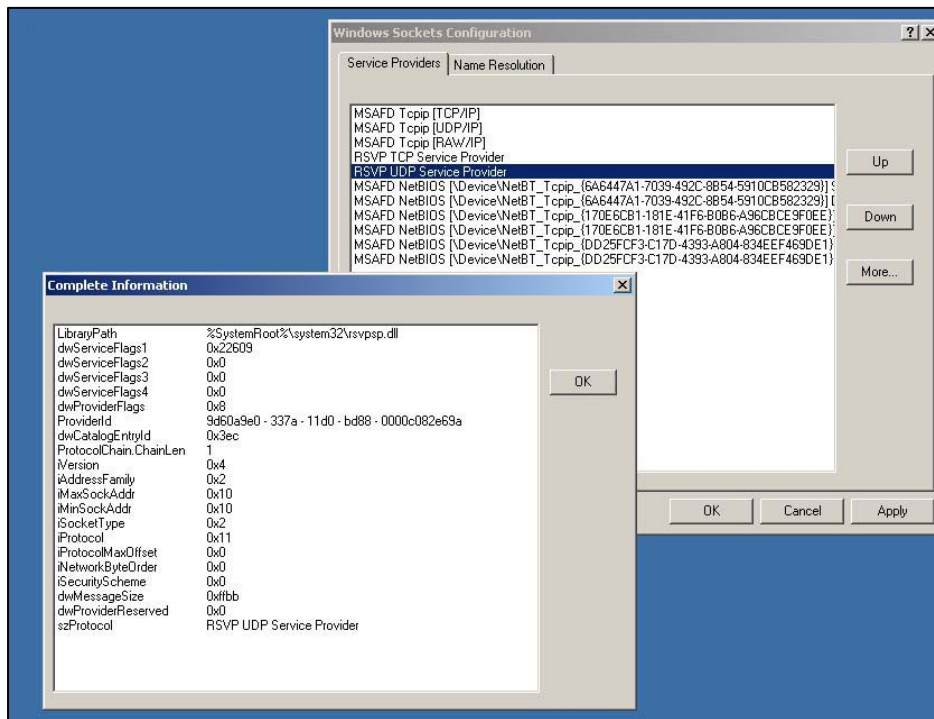 Windows Sockets Configuration
Service Providers
Name Resolution
MSAFD Tcpip [TCP/IP]
MSAFD Tcpip [UDP/IP]
MSAFD Tcpip [RAW/IP]
RSVP TCP Service Provider
RSVP UDP Service Provider
MSAFD NetBIOS [\Device\NetBT_Tcpip_{6A6447A1-7039-492C-8B54-5910CB582329}] S
MSAFD NetBIOS [\Device\NetBT_Tcpip_{6A6447A1-7039-492C-8B54-5910CB582329}] D
MSAFD NetBIOS [\Device\NetBT_Tcpip_{170E6CB1-181E-41F6-B0B6-A96CBCE9F0EE}]
MSAFD NetBIOS [\Device\NetBT_Tcpip_{170E6CB1-181E-41F6-B0B6-A96CBCE9F0EE}]
MSAFD NetBIOS [\Device\NetBT_Tcpip_{DD25FCF3-C17D-4393-A804-834EEF469DE1}
MSAFD NetBIOS [\Device\NetBT_Tcpip_{DD25FCF3-C17D-4393-A804-834EEF469DE1}
Up
Down
More...
OK
Cancel
Apply
Complete Information
LibraryPath %SystemRoot%\system32\rsvpsp.dll
dwServiceFlags1 0x22609
dwServiceFlags2 0x0
dwServiceFlags3 0x0
dwServiceFlags4 0x0
dwProviderFlags 0x8
ProviderId 9d60a9e0 - 337a - 11d0 - bd88 - 0000c082e69a
dwCatalogEntryId 0x3ec
ProtocolChain.ChainLen 1
iVersion 0x4
iAddressFamily 0x2
iMaxSockAddr 0x10
iMinSockAddr 0x10
iSocketType 0x2
iProtocol 0x11
iProtocolMaxOffset 0x0
iNetworkByteOrder 0x0
iSecurityScheme 0x0
dwMessageSize 0xffbb
dwProviderReserved 0x0
szProtocol RSVP UDP Service Provider
OK